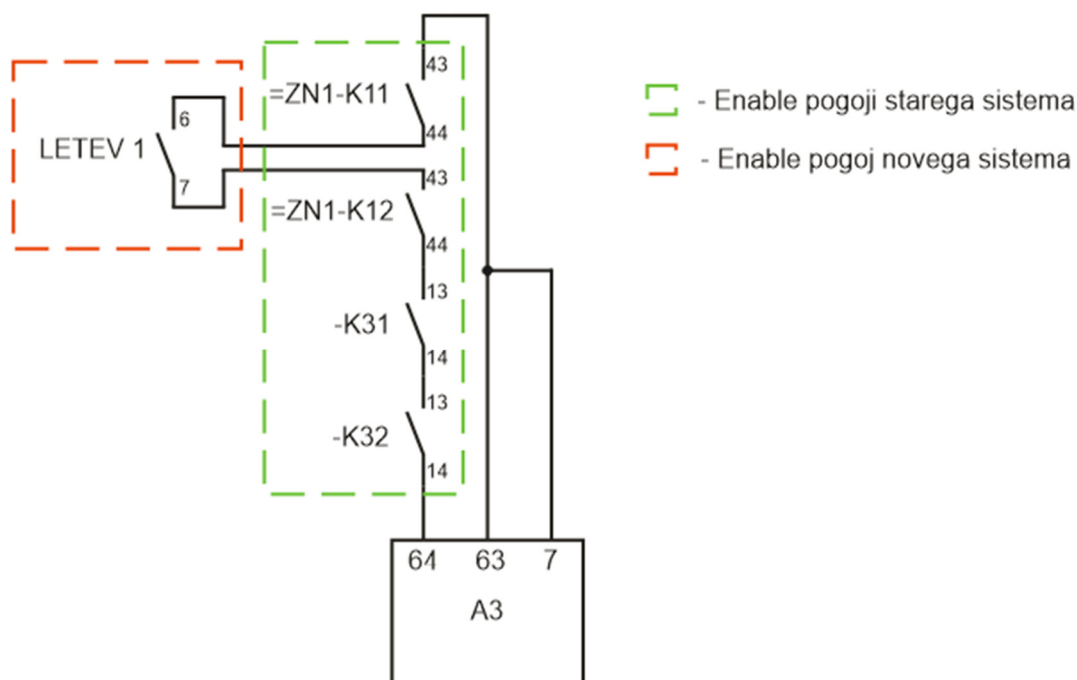 43
=ZN1-K11
44
6
LETEV 1
7
43
=ZN1-K12
44
13
-K31
14
13
-K32
14
64 63 7
A3
- Enable pogoji starega sistema
- Enable pogoj novega sistema